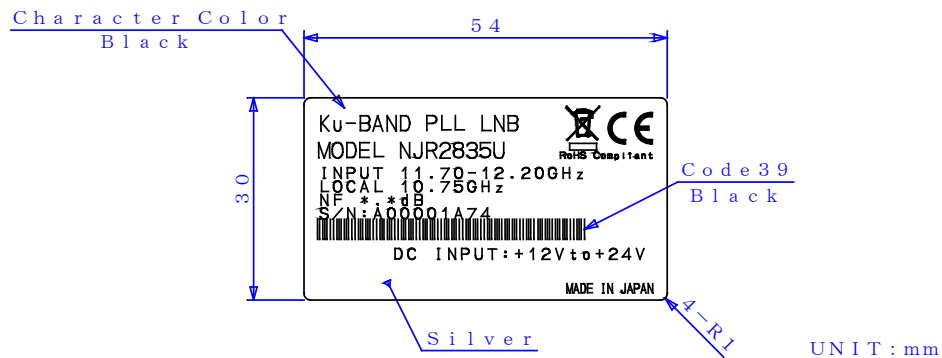 Character Color
Black
54
30
Ku-BAND PLL LNB
MODEL NJR2835U
CE
RoHS Compliant
INPUT 11.70-12.20GHz
LOCAL 10.75GHz
NF *.*dB
S/N:A00001A74
Code39
Black
DC INPUT:+12Vto+24V
MADE IN JAPAN
4-R1
Silver
UNIT:mm